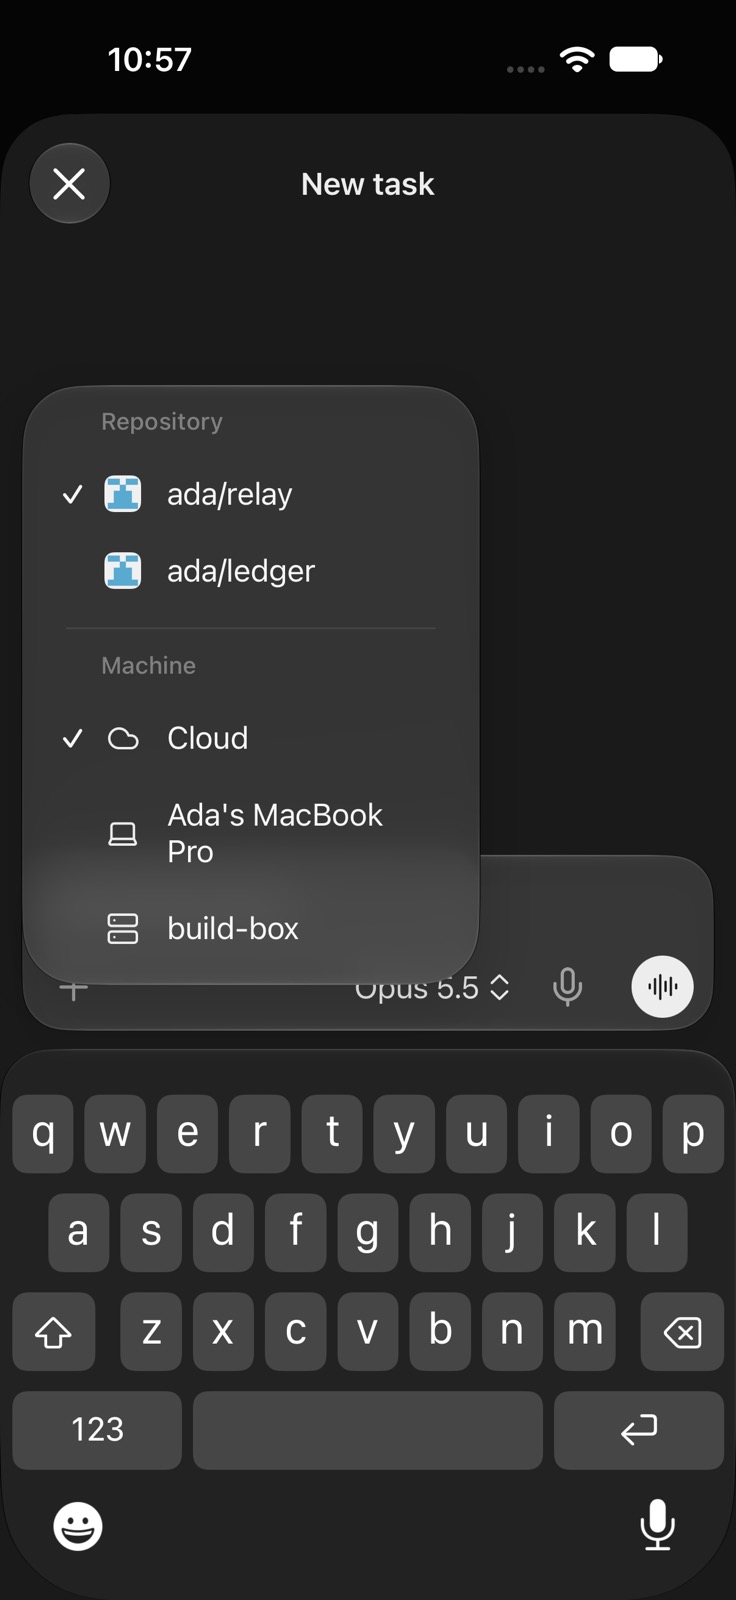 10:57
New task
Repository
ada/relay
ada/ledger
Machine
Cloud
Ada's MacBook
Pro
build-box
Opus 5.5
q w e r t y u i o p
a s d f g h j k l
z x c v b n m
123